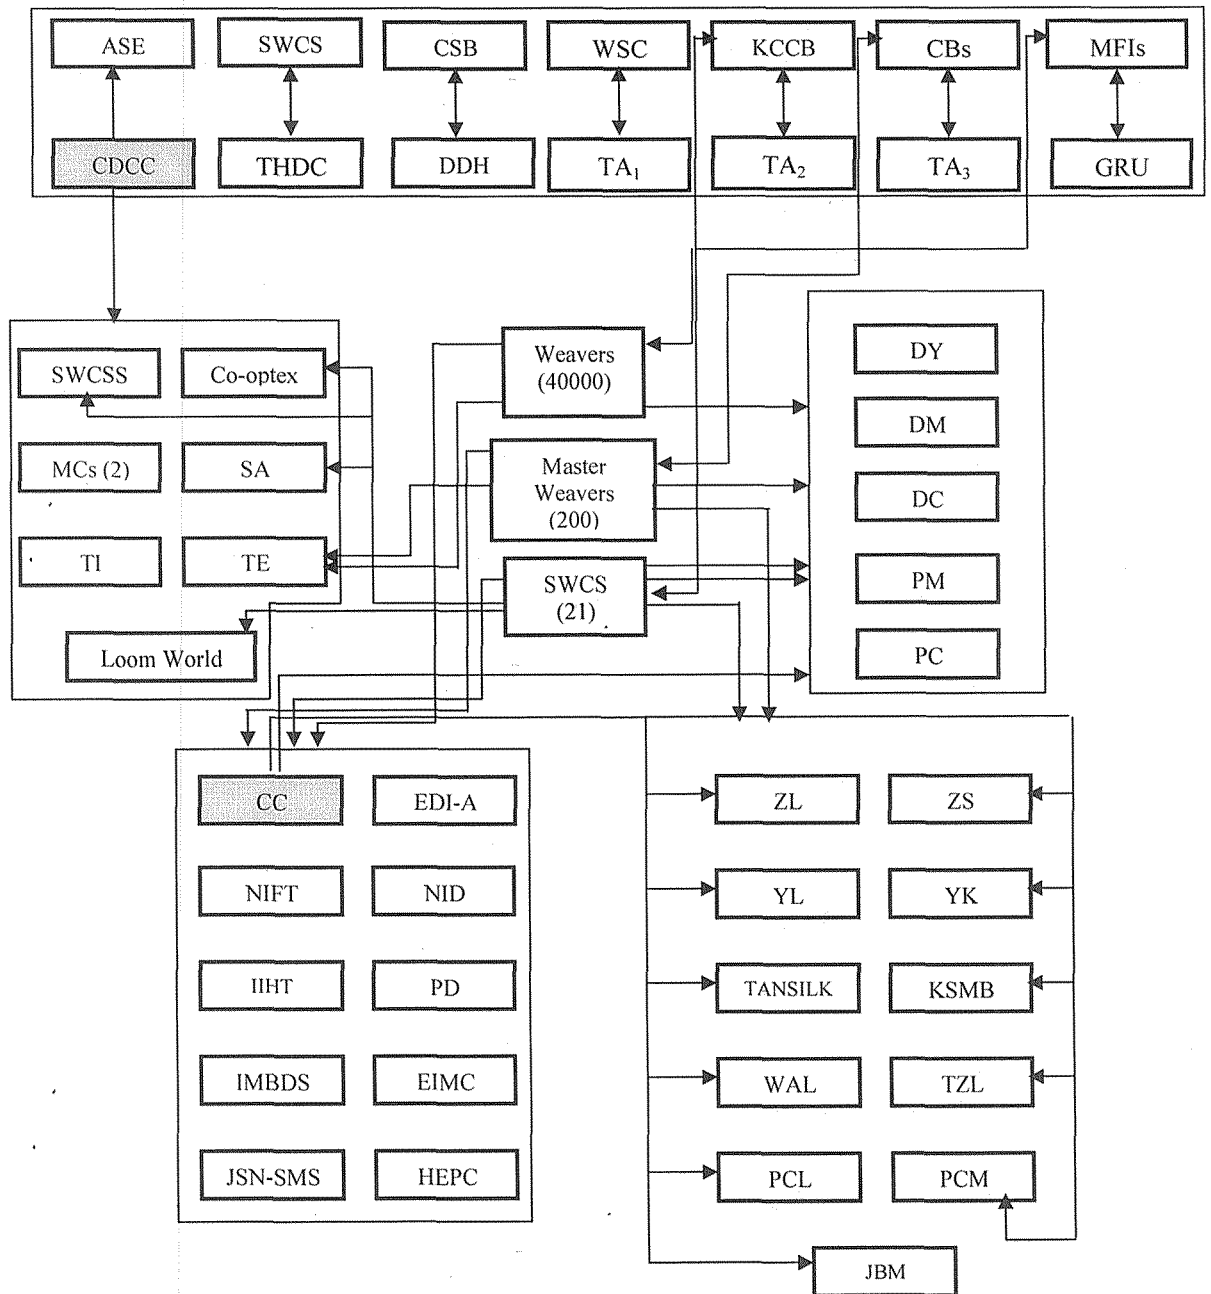 ASE SWCS CSB WSC KCCB CBs MFIs
CDCC THDC DDH TA₁ TA₂ TA₃ GRU
SWCSS Co-optex
MCs (2) SA
TI TE
Loom World
Weavers
(40000)
Master
Weavers
(200)
SWCS
(21)
DY
DM
DC
PM
PC
CC EDI-A
NIFT NID
IIHT PD
IMBDS EIMC
JSN-SMS HEPC
ZL ZS
YL YK
TANSILK KSMB
WAL TZL
PCL PCM
JBM